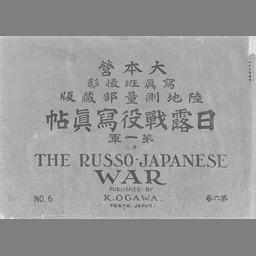 大本營
寫眞班撮影
陸地測量部藏版
日露戰役寫眞帖
第一軍
THE RUSSO-JAPANESE
WAR
PUBLISHED BY
K. OGAWA.
TOKYO, JAPAN.
NO. 6
第六卷